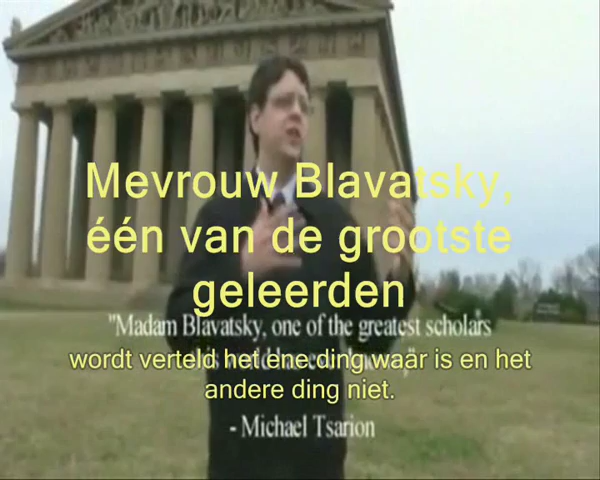 Mevrouw Blavatsky,
één van de grootste
geleerden
"Madam Blavatsky, one of the greatest scholars
wordt verteld het ene ding waar is en het
andere ding niet.
- Michael Tsarion